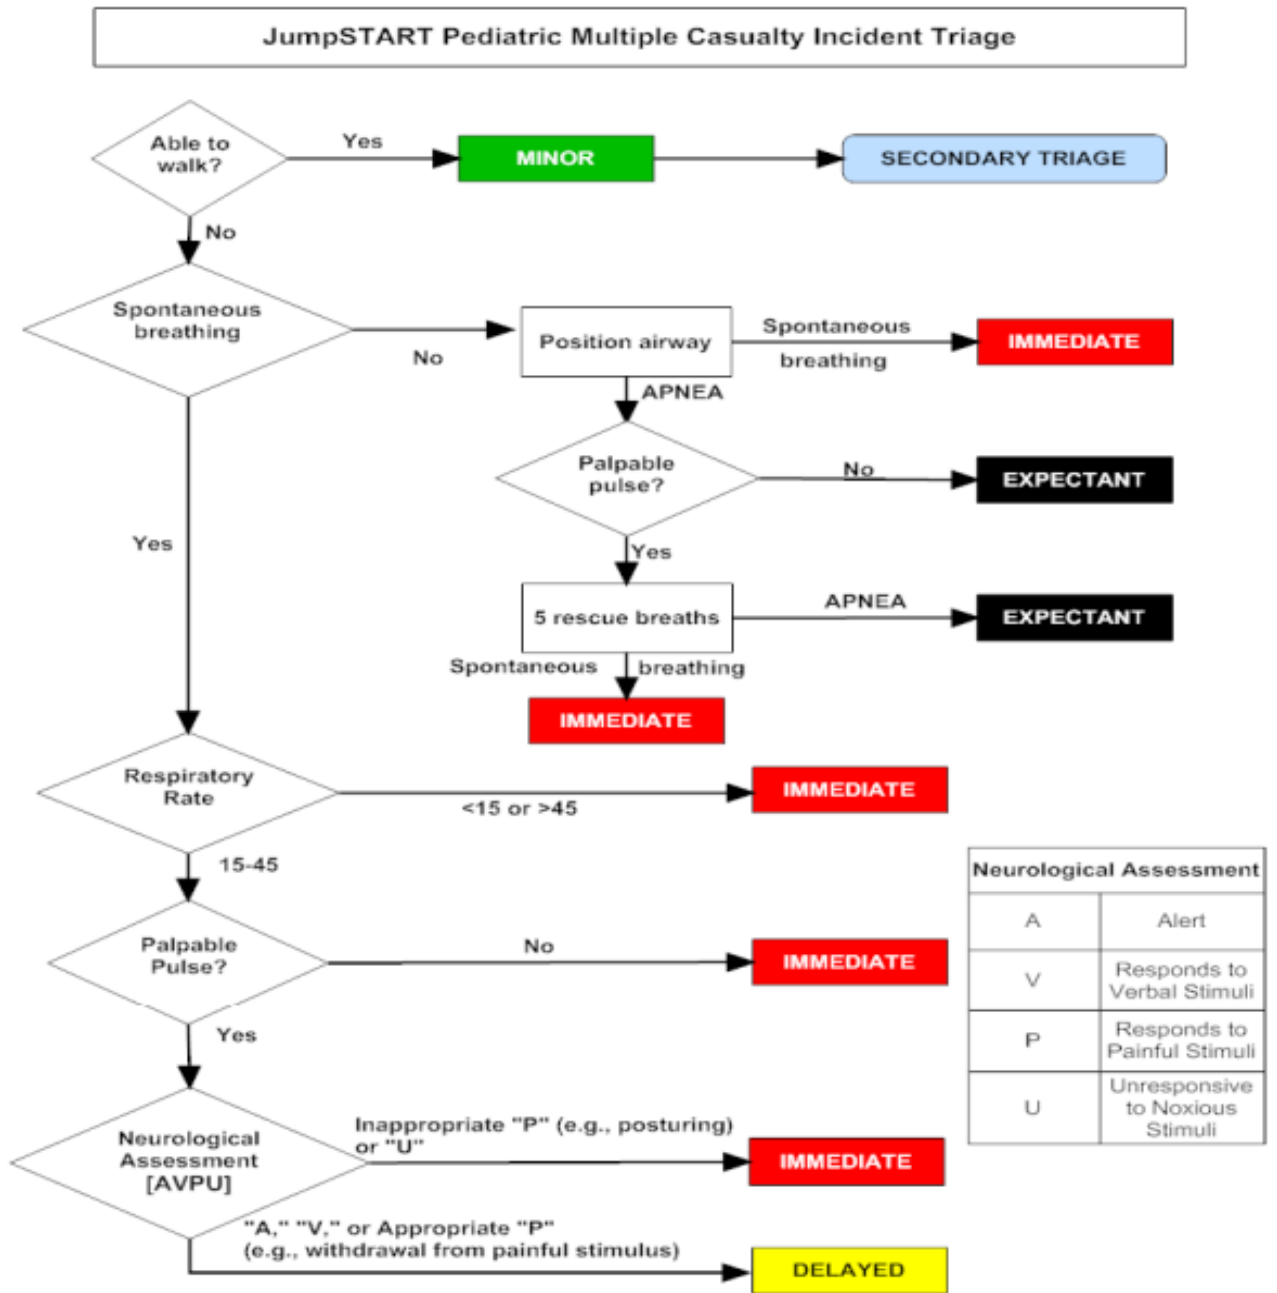 JumpSTART Pediatric Multiple Casualty Incident Triage
Able to
walk?
Yes
MINOR
SECONDARY TRIAGE
No
Spontaneous
breathing
No
Position airway
Spontaneous
breathing
IMMEDIATE
APNEA
Palpable
pulse?
No
EXPECTANT
Yes
Yes
5 rescue breaths
APNEA
EXPECTANT
Spontaneous breathing
IMMEDIATE
Respiratory
Rate
<15 or >45
IMMEDIATE
15-45
Palpable
Pulse?
No
IMMEDIATE
Yes
Neurological
Assessment
[AVPU]
Inappropriate "P" (e.g., posturing)
or "U"
IMMEDIATE
"A," "V," or Appropriate "P"
(e.g., withdrawal from painful stimulus)
DELAYED
Neurological Assessment
A Alert
V Responds to
Verbal Stimuli
P Responds to
Painful Stimuli
U Unresponsive
to Noxious
Stimuli